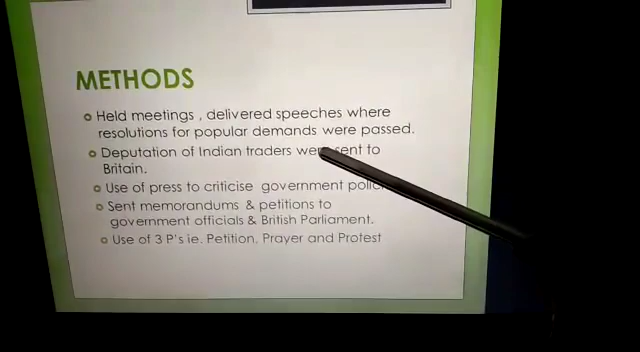 METHODS
Held meetings , delivered speeches where
resolutions for popular demands were passed.
Deputation of Indian traders were sent to
Britain.
Use of press to criticise government
Sent memorandums & petitions to
government officials & British Parliament.
Use of 3 P's ie. Petition, Prayer and Protest